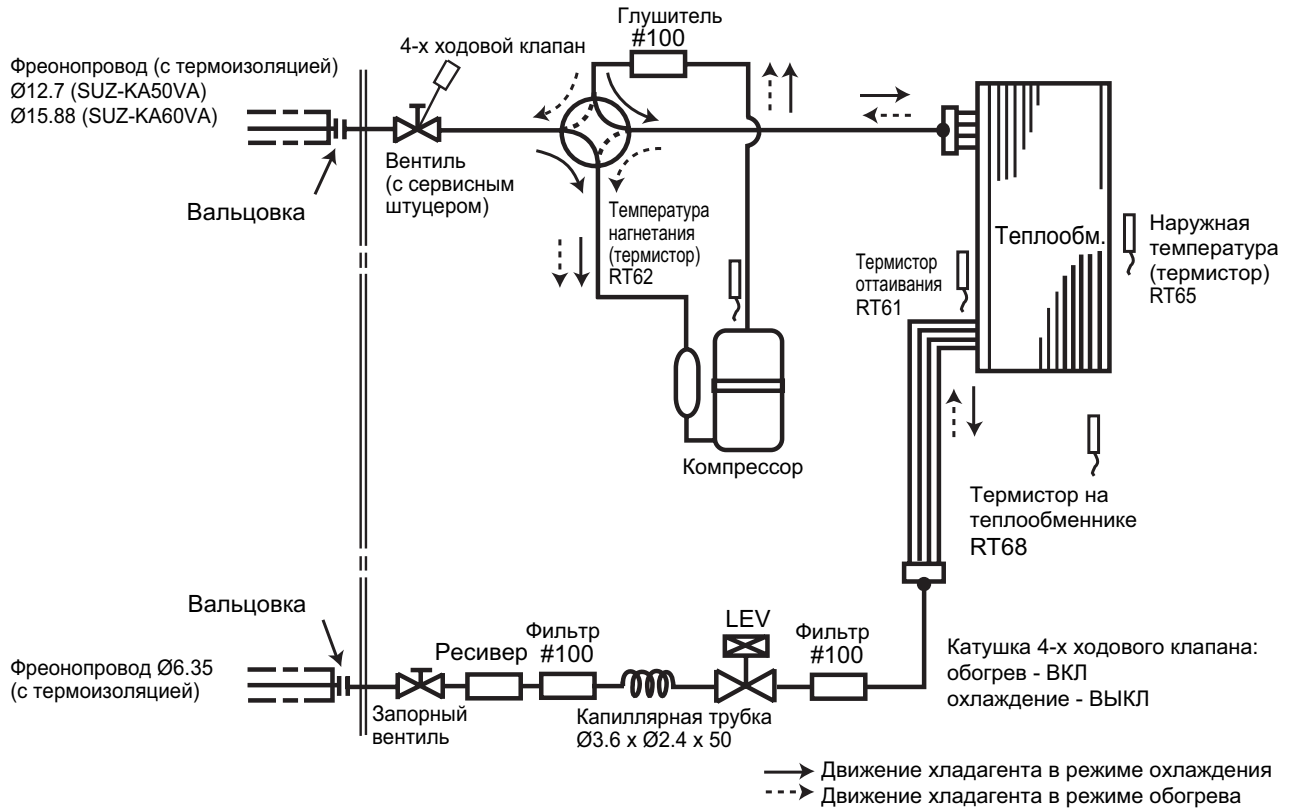 Глушитель
#100
4-х ходовой клапан
Фреонопровод (с термоизоляцией)
Ø12.7 (SUZ-KA50VA)
Ø15.88 (SUZ-KA60VA)
Вентиль
(с сервисным
штуцером)
Вальцовка
Температура
нагнетания
(термистор)
RT62
Теплообм.
Наружная
температура
(термистор)
RT65
Термистор
оттаивания
RT61
Компрессор
Термистор на
теплообменнике
RT68
Вальцовка
Фреонопровод Ø6.35
(с термоизоляцией)
Запорный
вентиль
Ресивер
Фильтр
#100
Капиллярная трубка
Ø3.6 x Ø2.4 x 50
LEV
Фильтр
#100
Катушка 4-х ходового клапана:
обогрев - ВКЛ
охлаждение - ВЫКЛ
Движение хладагента в режиме охлаждения
Движение хладагента в режиме обогрева